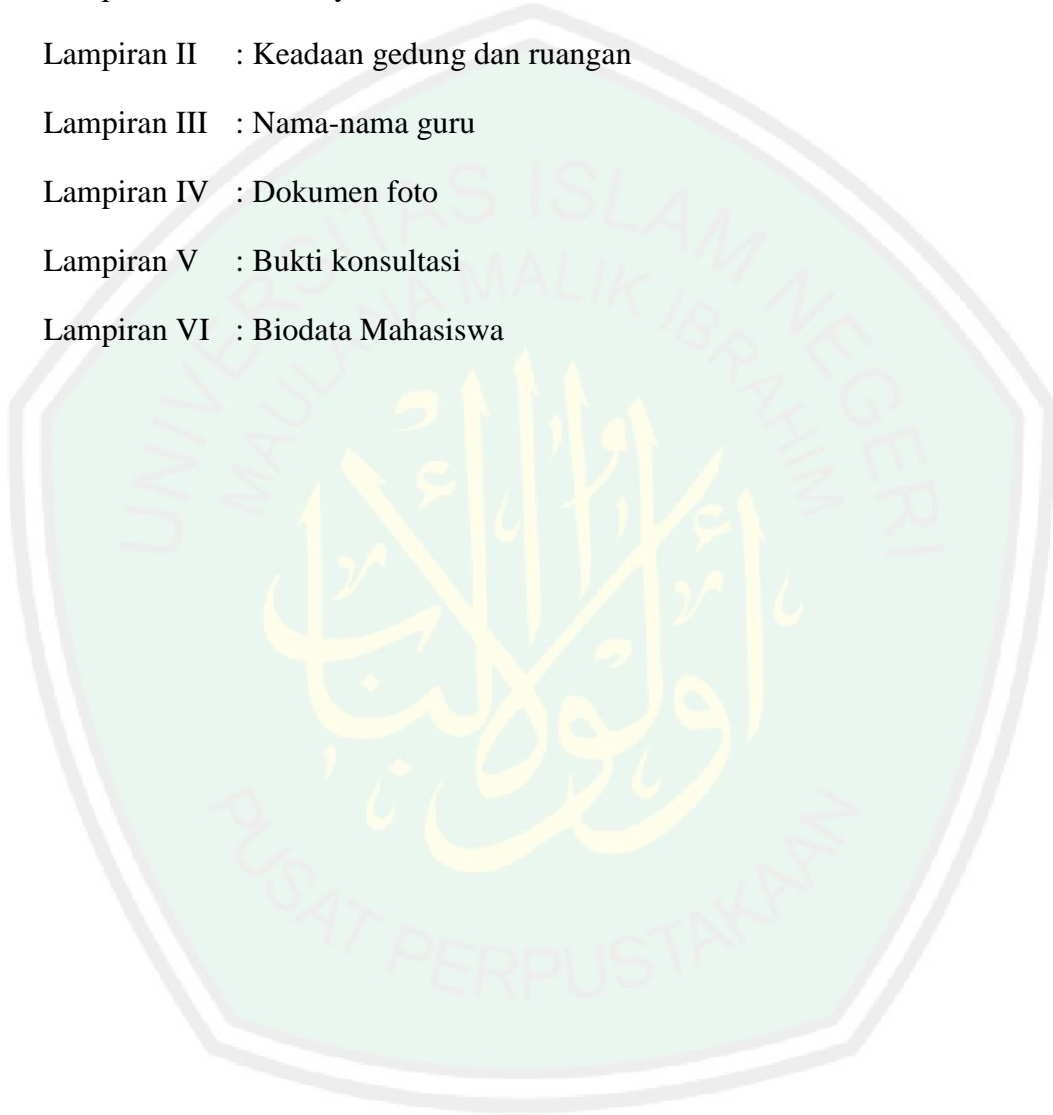 Lampiran II : Keadaan gedung dan ruangan
Lampiran III : Nama-nama guru
Lampiran IV : Dokumen foto
Lampiran V : Bukti konsultasi
Lampiran VI : Biodata Mahasiswa
UNIVERSITAS ISLAM NEGERI
MAULANA MALIK IBRAHIM
PUSAT PERPUSTAKAAN